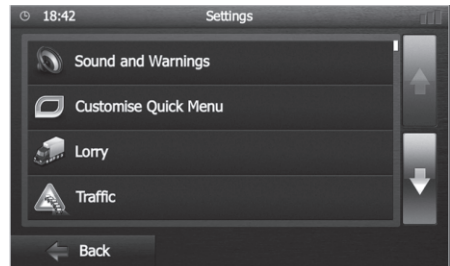 18:42 Settings
Sound and Warnings
Customise Quick Menu
Lorry
Traffic
Back